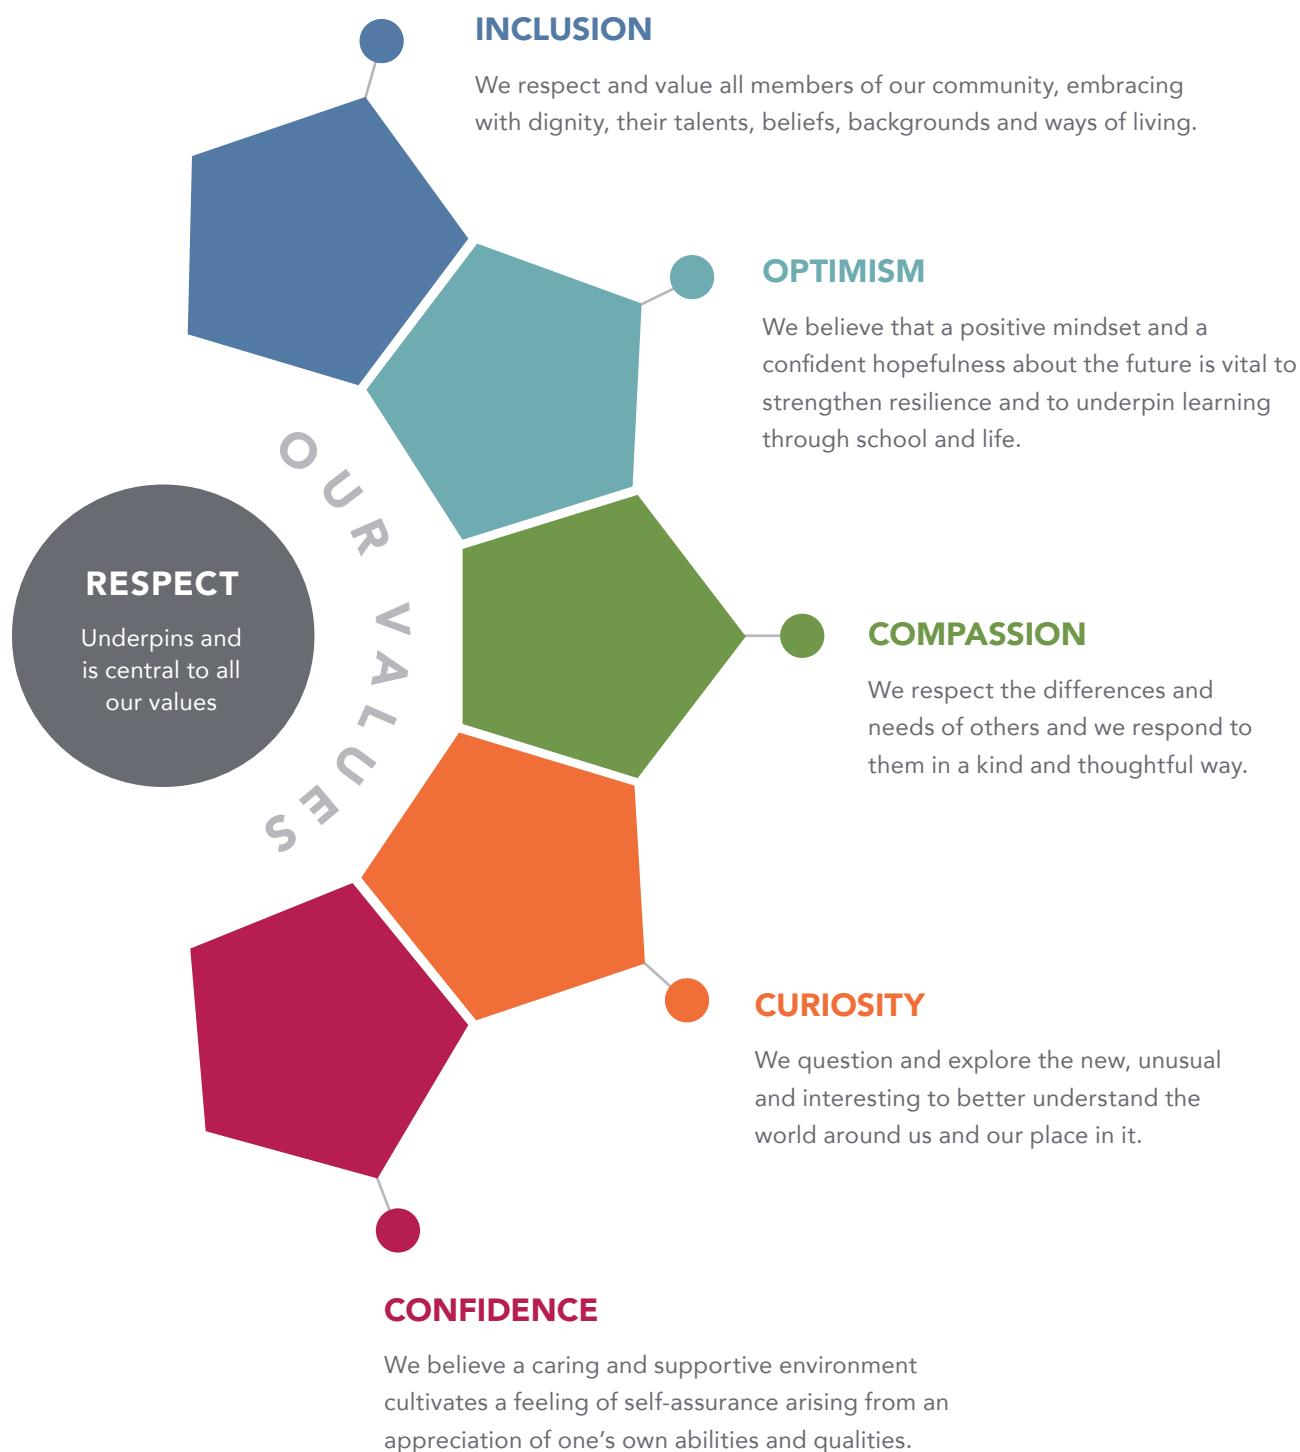 INCLUSION
We respect and value all members of our community, embracing
with dignity, their talents, beliefs, backgrounds and ways of living.
OPTIMISM
We believe that a positive mindset and a
confident hopefulness about the future is vital to
strengthen resilience and to underpin learning
through school and life.
OUR VALUES
RESPECT
Underpins and
is central to all
our values
COMPASSION
We respect the differences and
needs of others and we respond to
them in a kind and thoughtful way.
CURIOSITY
We question and explore the new, unusual
and interesting to better understand the
world around us and our place in it.
CONFIDENCE
We believe a caring and supportive environment
cultivates a feeling of self-assurance arising from an
appreciation of one’s own abilities and qualities.